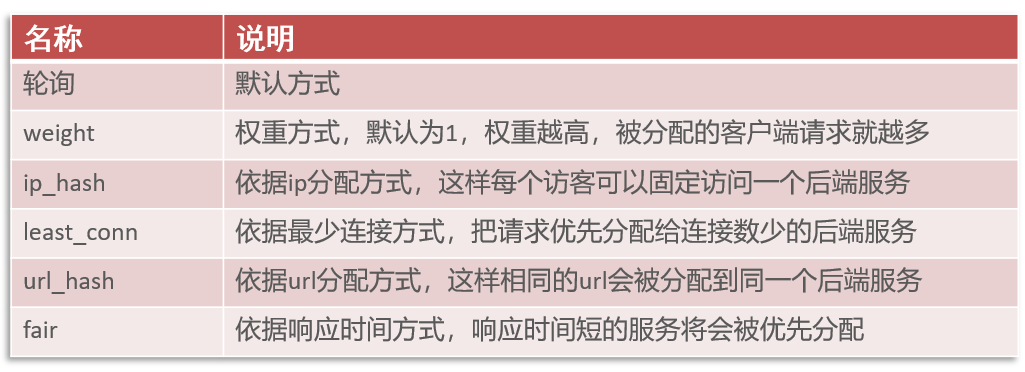 名称 说明
轮询 默认方式
weight 权重方式，默认为1，权重越高，被分配的客户端请求就越多
ip_hash 依据ip分配方式，这样每个访客可以固定访问一个后端服务
least_conn 依据最少连接方式，把请求优先分配给连接数少的后端服务
url_hash 依据url分配方式，这样相同的url会被分配到同一个后端服务
fair 依据响应时间方式，响应时间短的服务将会被优先分配